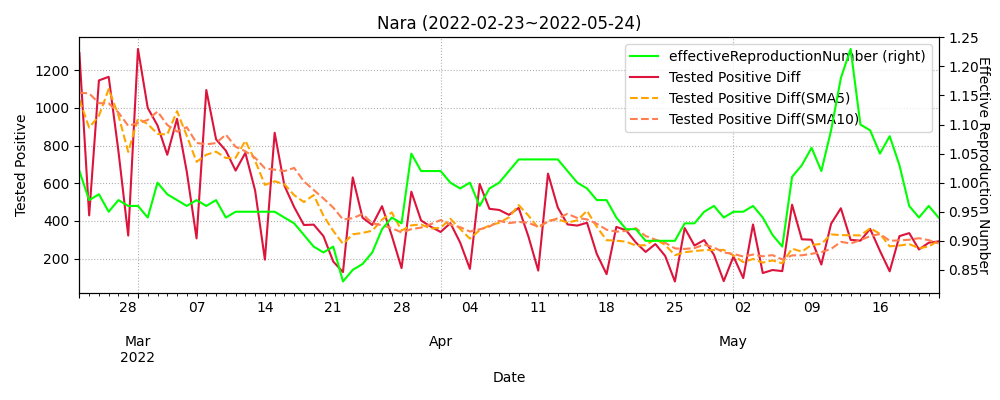 Nara (2022-02-23~2022-05-24)
effectiveReproductionNumber (right)
Tested Positive Diff
Tested Positive Diff(SMA5)
Tested Positive Diff(SMA10)
Tested Positive
1200
1000
800
600
400
200
1.25
1.20
1.15
1.10
1.05
1.00
0.95
0.90
0.85
Effective Reproduction Number
28 07 14 21 28 04 11 18 25 02 09 16
Mar Apr May
2022
Date